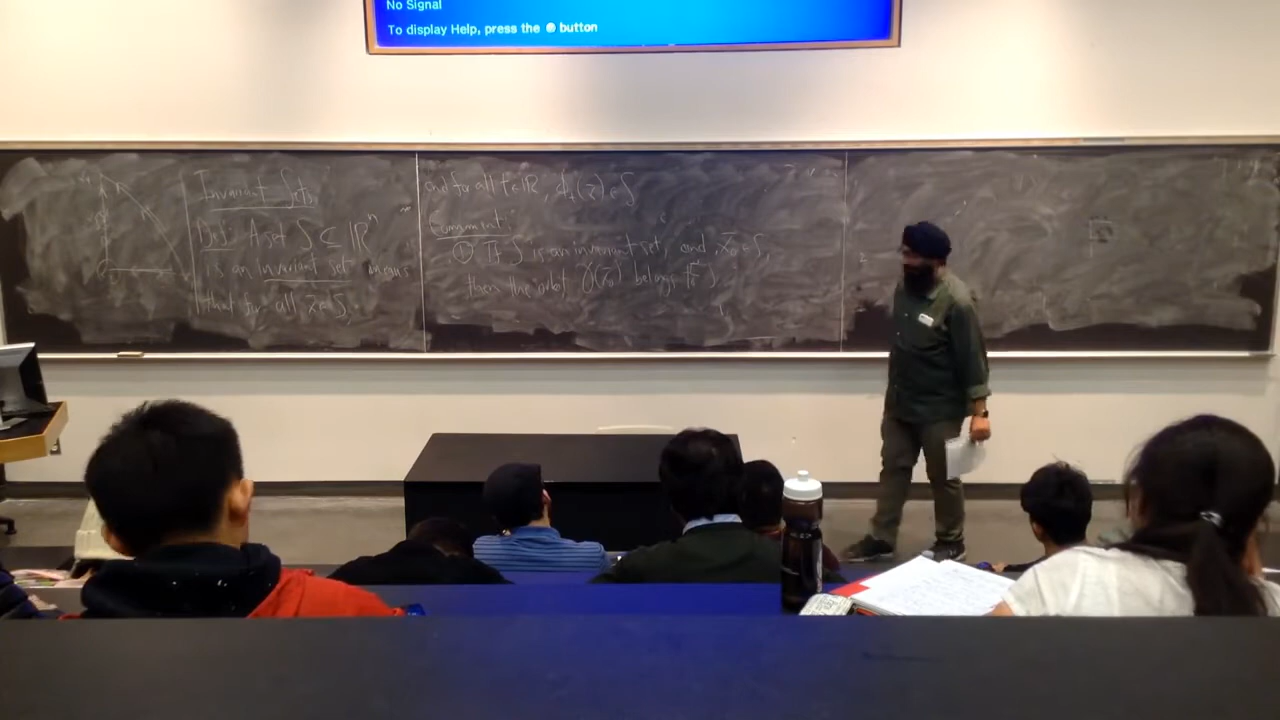 No Signal
To display Help, press the button
Invariant Sets
Def: A set S ⊆ ℝⁿ
is an invariant set means
that for all x⃗ ∈ S,
and for all t ∈ ℝ, ϕₜ(x⃗) ∈ S
Comment:
① If S is an invariant set, and x⃗₀ ∈ S,
then the orbit γ(x⃗₀) belongs to S.